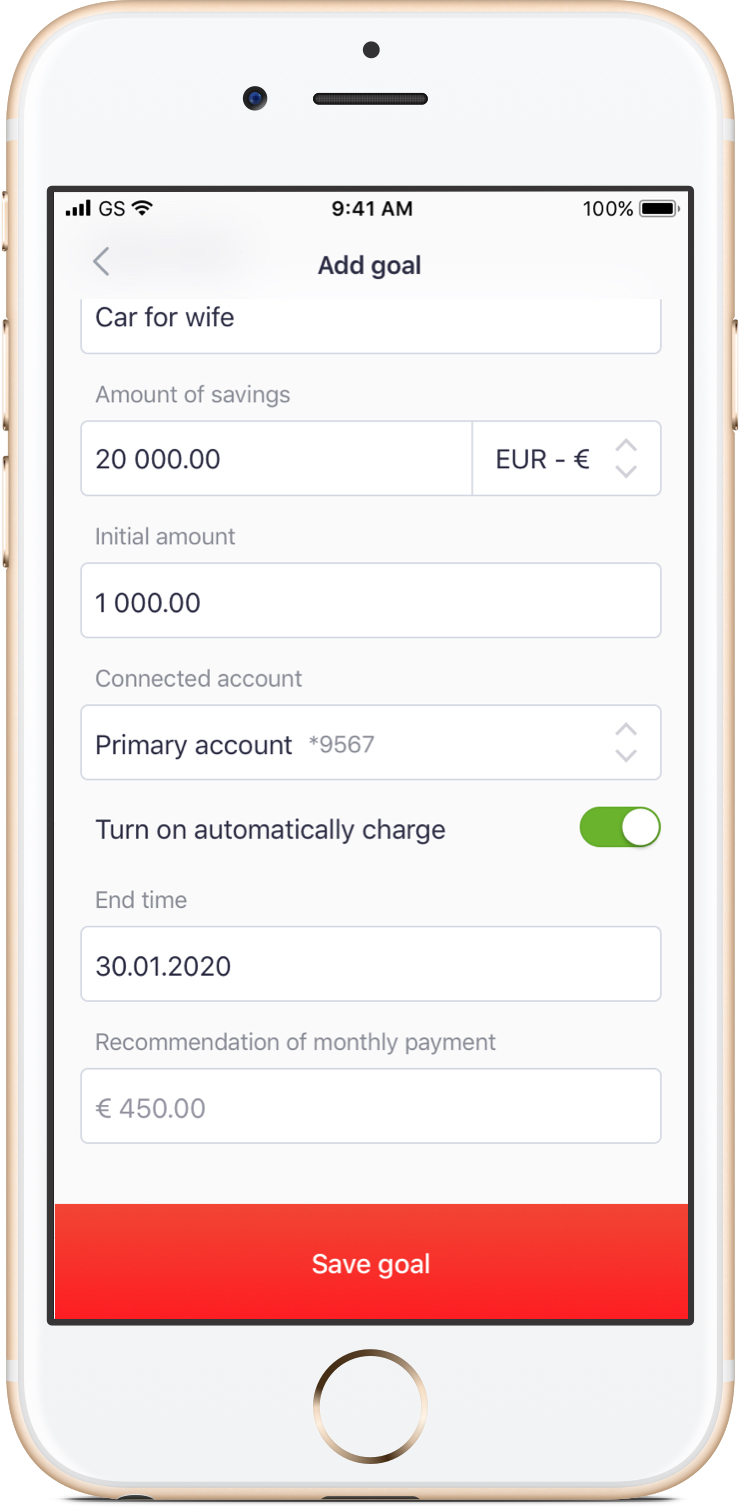 GS 9:41 AM 100%
Add goal
Car for wife
Amount of savings
20 000.00 EUR - €
Initial amount
1 000.00
Connected account
Primary account *9567
Turn on automatically charge
End time
30.01.2020
Recommendation of monthly payment
€ 450.00
Save goal